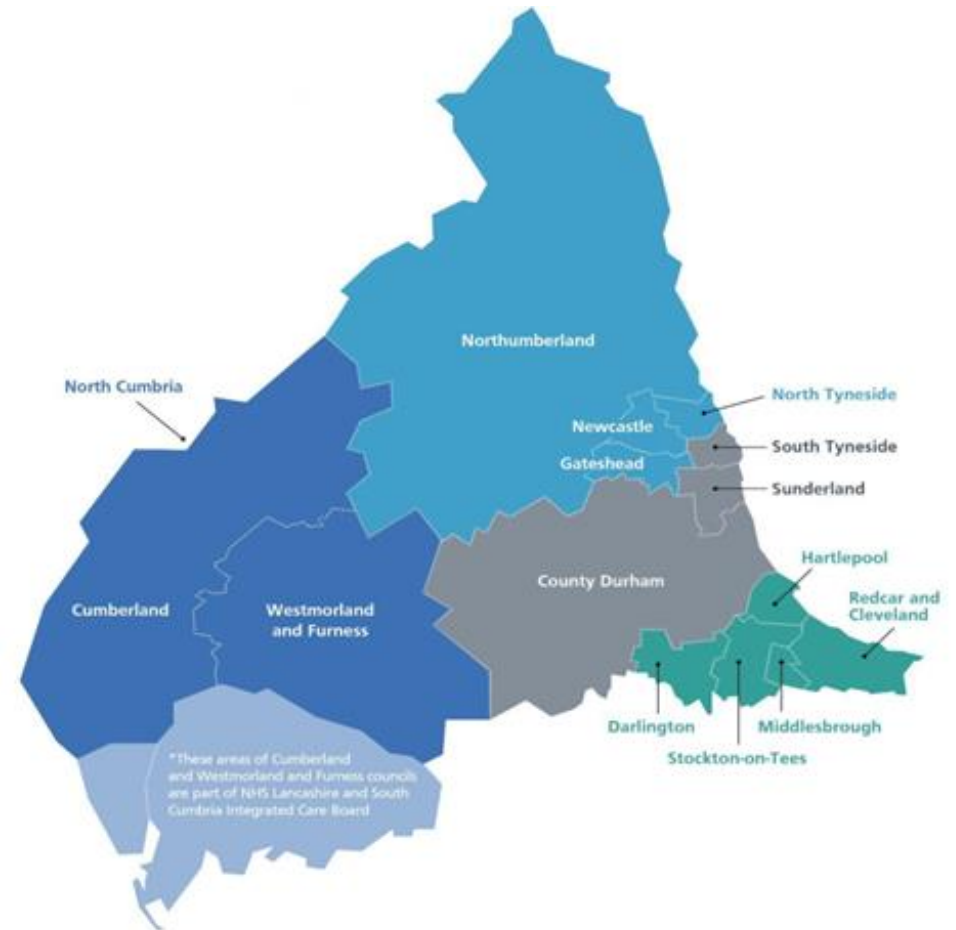 Northumberland
North Cumbria
North Tyneside
Newcastle
South Tyneside
Gateshead
Sunderland
Hartlepool
County Durham
Redcar and
Cleveland
Cumberland
Westmorland
and Furness
Darlington
Middlesbrough
Stockton-on-Tees
*These areas of Cumberland
and Westmorland and Furness councils
are part of NHS Lancashire and South
Cumbria Integrated Care Board